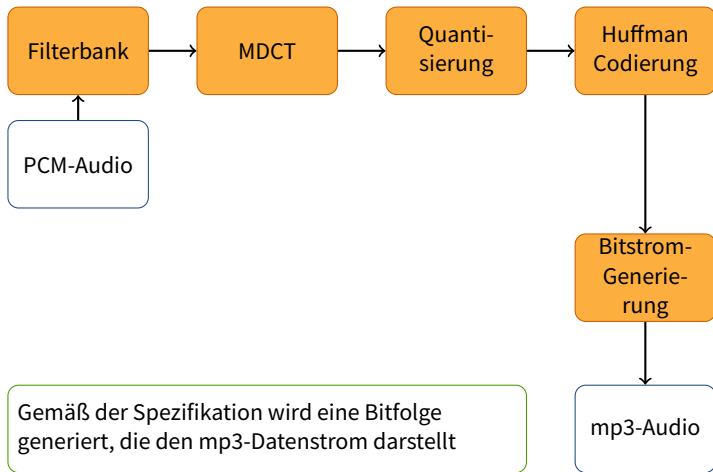 Filterbank
MDCT
Quanti-
sierung
Huffman
Codierung
PCM-Audio
Bitstrom-
Generie-
rung
Gemäß der Spezifikation wird eine Bitfolge
generiert, die den mp3-Datenstrom darstellt
mp3-Audio